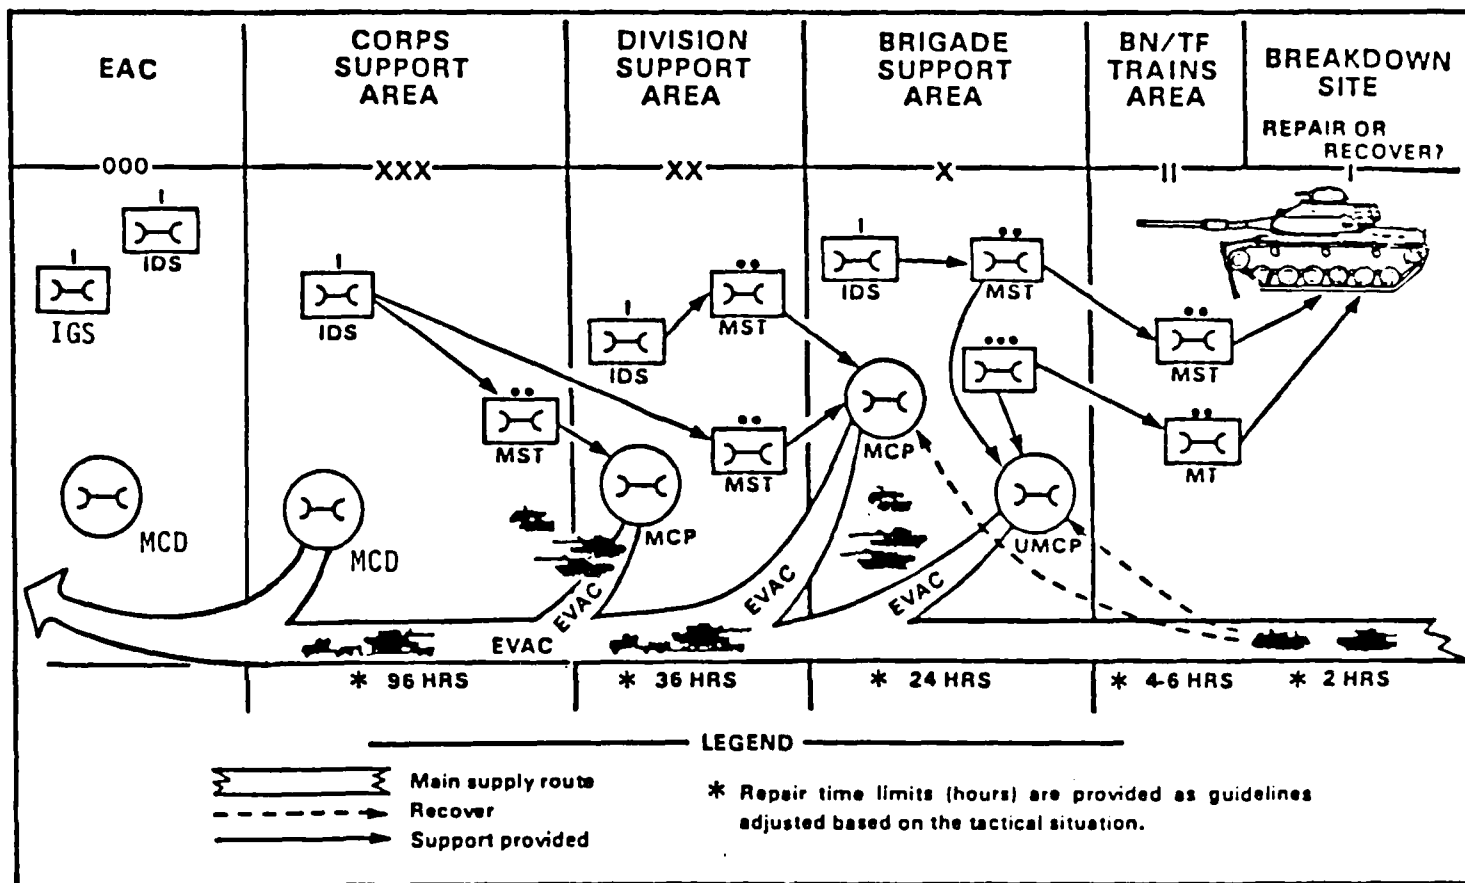 EAC
CORPS
SUPPORT
AREA
DIVISION
SUPPORT
AREA
BRIGADE
SUPPORT
AREA
BN/TF
TRAINS
AREA
BREAKDOWN
SITE
REPAIR OR
RECOVER?
OOO
XXX
XX
X
II
I
I
IDS
I
IGS
I
IDS
MST
I
IDS
MST
MST
I
IDS
MST
MST
MT
MCP
MCP
UMCP
MCD
MCD
EVAC
EVAC
EVAC
EVAC
* 96 HRS
* 36 HRS
* 24 HRS
* 4-6 HRS
* 2 HRS
LEGEND
Main supply route
Recover
Support provided
* Repair time limits (hours) are provided as guidelines
adjusted based on the tactical situation.